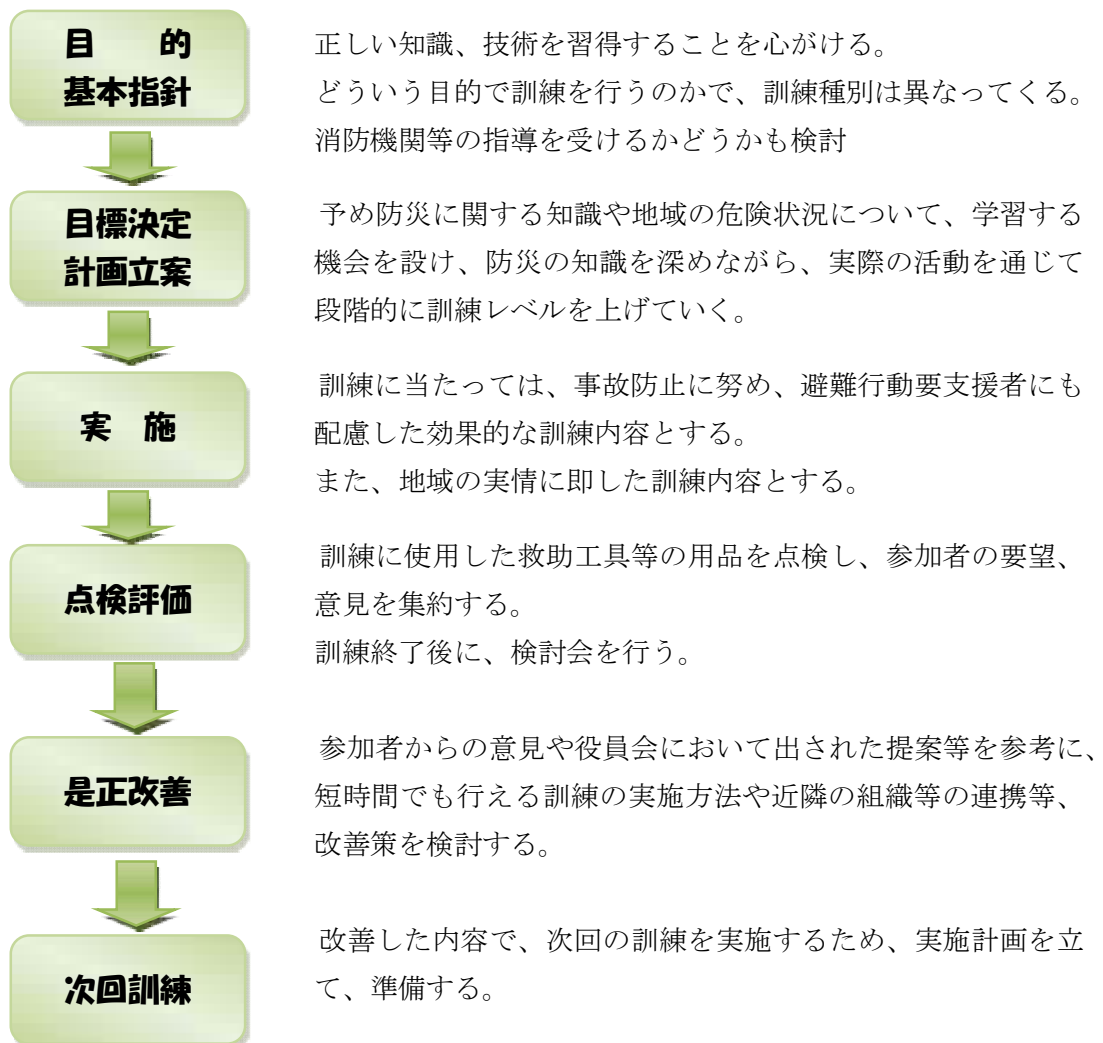 目 的
基本指針
正しい知識、技術を習得することを心がける。
どういう目的で訓練を行うのかで、訓練種別は異なってくる。
消防機関等の指導を受けるかどうかも検討
目標決定
計画立案
予め防災に関する知識や地域の危険状況について、学習する
機会を設け、防災の知識を深めながら、実際の活動を通じて
段階的に訓練レベルを上げていく。
実 施
訓練に当たっては、事故防止に努め、避難行動要支援者にも
配慮した効果的な訓練内容とする。
また、地域の実情に即した訓練内容とする。
点検評価
訓練に使用した救助工具等の用品を点検し、参加者の要望、
意見を集約する。
訓練終了後に、検討会を行う。
是正改善
参加者からの意見や役員会において出された提案等を参考に、
短時間でも行える訓練の実施方法や近隣の組織等の連携等、
改善策を検討する。
次回訓練
改善した内容で、次回の訓練を実施するため、実施計画を立
て、準備する。